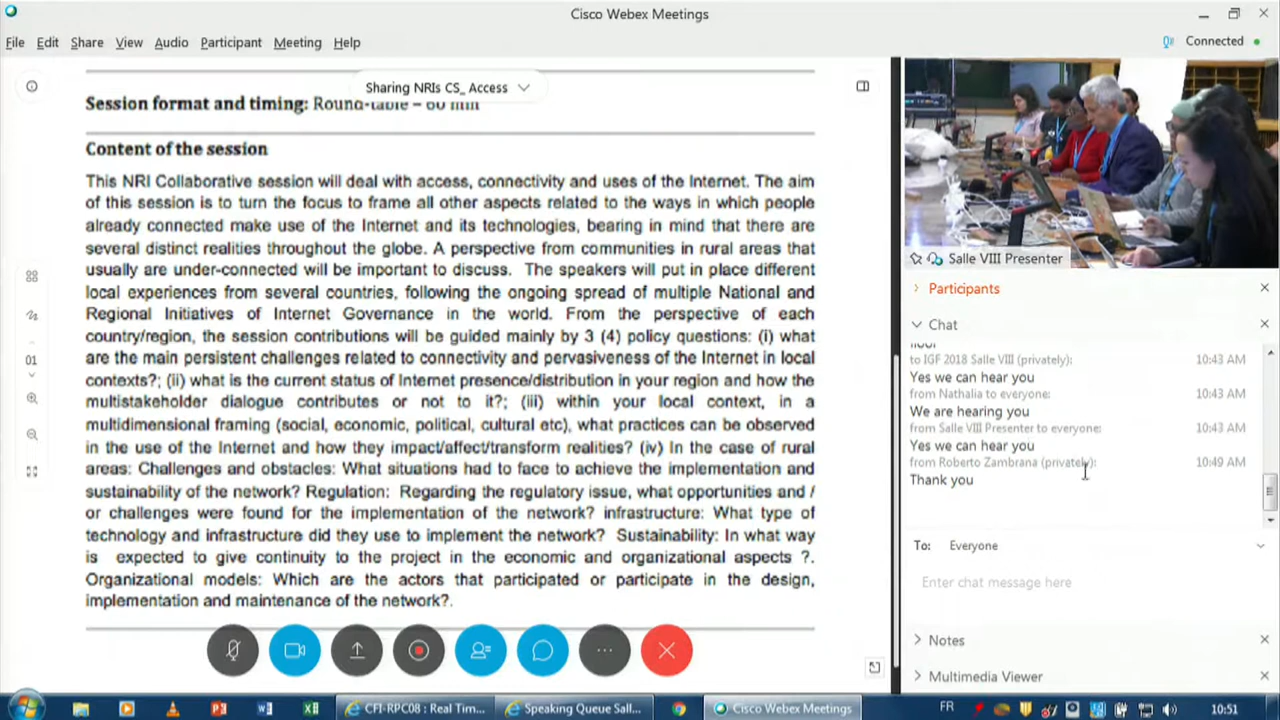 Cisco Webex Meetings
File Edit Share View Audio Participant Meeting Help
Connected
Sharing NRIs CS_ Access
Session format and timing: Round-table – 60 min
Content of the session
This NRI Collaborative session will deal with access, connectivity and uses of the Internet. The aim
of this session is to turn the focus to frame all other aspects related to the ways in which people
already connected make use of the Internet and its technologies, bearing in mind that there are
several distinct realities throughout the globe. A perspective from communities in rural areas that
usually are under-connected will be important to discuss. The speakers will put in place different
local experiences from several countries, following the ongoing spread of multiple National and
Regional Initiatives of Internet Governance in the world. From the perspective of each
country/region, the session contributions will be guided mainly by 3 (4) policy questions: (i) what
are the main persistent challenges related to connectivity and pervasiveness of the Internet in local
contexts?; (ii) what is the current status of Internet presence/distribution in your region and how the
multistakeholder dialogue contributes or not to it?; (iii) within your local context, in a
multidimensional framing (social, economic, political, cultural etc), what practices can be observed
in the use of the Internet and how they impact/affect/transform realities? (iv) In the case of rural
areas: Challenges and obstacles: What situations had to face to achieve the implementation and
sustainability of the network? Regulation: Regarding the regulatory issue, what opportunities and /
or challenges were found for the implementation of the network? infrastructure: What type of
technology and infrastructure did they use to implement the network? Sustainability: In what way
is expected to give continuity to the project in the economic and organizational aspects ?.
Organizational models: Which are the actors that participated or participate in the design,
implementation and maintenance of the network?.
01
Salle VIII Presenter
Participants
Chat
floor
to IGF 2018 Salle VIII (privately): 10:43 AM
Yes we can hear you
from Nathalia to everyone: 10:43 AM
We are hearing you
from Salle VIII Presenter to everyone: 10:43 AM
Yes we can hear you
from Roberto Zambrana (privately): 10:49 AM
Thank you
To: Everyone
Enter chat message here
Notes
Multimedia Viewer
CFI-RPC08 : Real Tim... Speaking Queue Sall... Cisco Webex Meetings FR 10:51